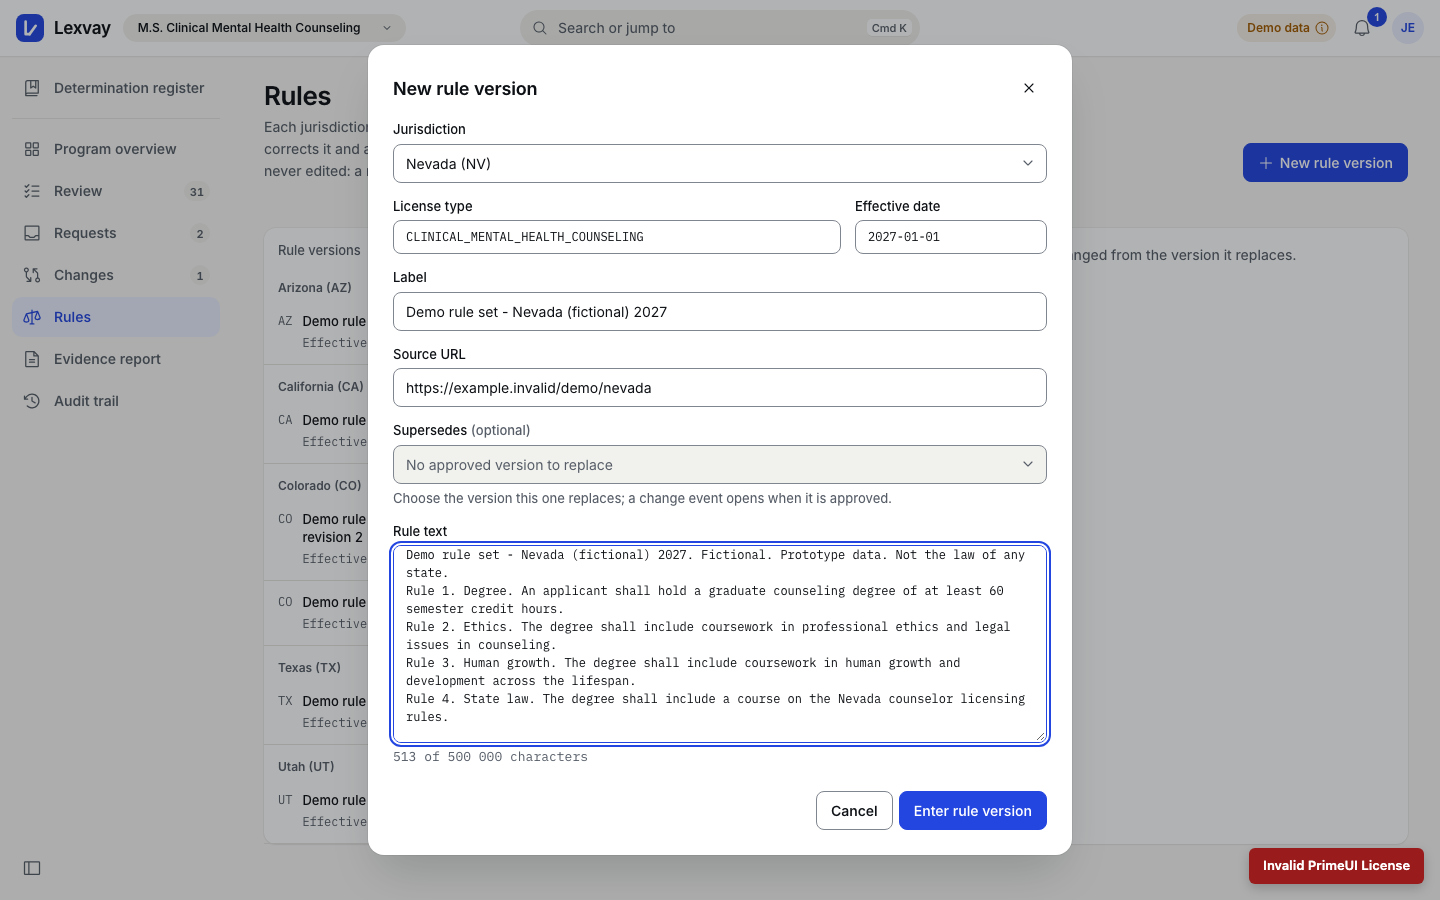 Lexvay
M.S. Clinical Mental Health Counseling
Search or jump to
Cmd K
Demo data
1
JE
Determination register
Program overview
Review
31
Requests
2
Changes
1
Rules
Evidence report
Audit trail
Rules
Each jurisdiction
corrects it and a
never edited: a
New rule version
Rule versions
Arizona (AZ)
AZ Demo rule
Effective
California (CA)
CA Demo rule
Effective
Colorado (CO)
CO Demo rule
revision 2
Effective
CO Demo rule
Effective
Texas (TX)
TX Demo rule
Effective
Utah (UT)
UT Demo rule
Effective
nged from the version it replaces.
New rule version
Jurisdiction
Nevada (NV)
License type
Effective date
CLINICAL_MENTAL_HEALTH_COUNSELING
2027-01-01
Label
Demo rule set - Nevada (fictional) 2027
Source URL
https://example.invalid/demo/nevada
Supersedes (optional)
No approved version to replace
Choose the version this one replaces; a change event opens when it is approved.
Rule text
Demo rule set - Nevada (fictional) 2027. Fictional. Prototype data. Not the law of any
state.
Rule 1. Degree. An applicant shall hold a graduate counseling degree of at least 60
semester credit hours.
Rule 2. Ethics. The degree shall include coursework in professional ethics and legal
issues in counseling.
Rule 3. Human growth. The degree shall include coursework in human growth and
development across the lifespan.
Rule 4. State law. The degree shall include a course on the Nevada counselor licensing
rules.
513 of 500 000 characters
Cancel
Enter rule version
Invalid PrimeUI License